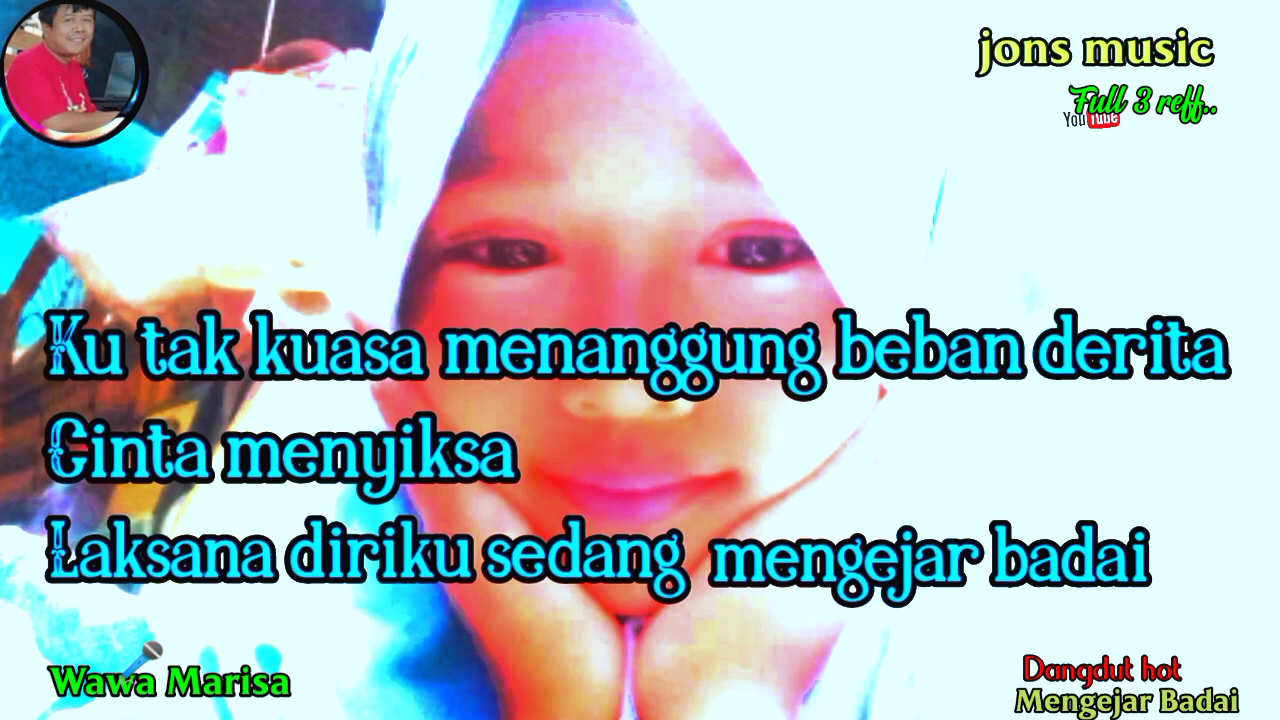 jons music
Full 3 reff..
YouTube
Ku tak kuasa menanggung beban derita
Cinta menyiksa
Laksana diriku sedang mengejar badai
Wawa Marisa
Dangdut hot
Mengejar Badai